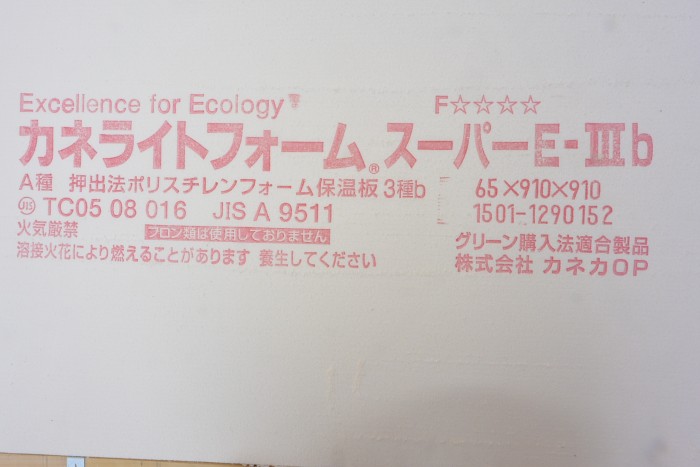 Excellence for Ecology
F☆☆☆☆
カネライトフォーム® スーパーE-Ⅲb
A種 押出法ポリスチレンフォーム保温板 3種b
65×910×910
JIS TC05 08 016 JIS A 9511
1501-1290152
火気厳禁 フロン類は使用しておりません
グリーン購入法適合製品
溶接火花により燃えることがあります 養生してください
株式会社 カネカOP